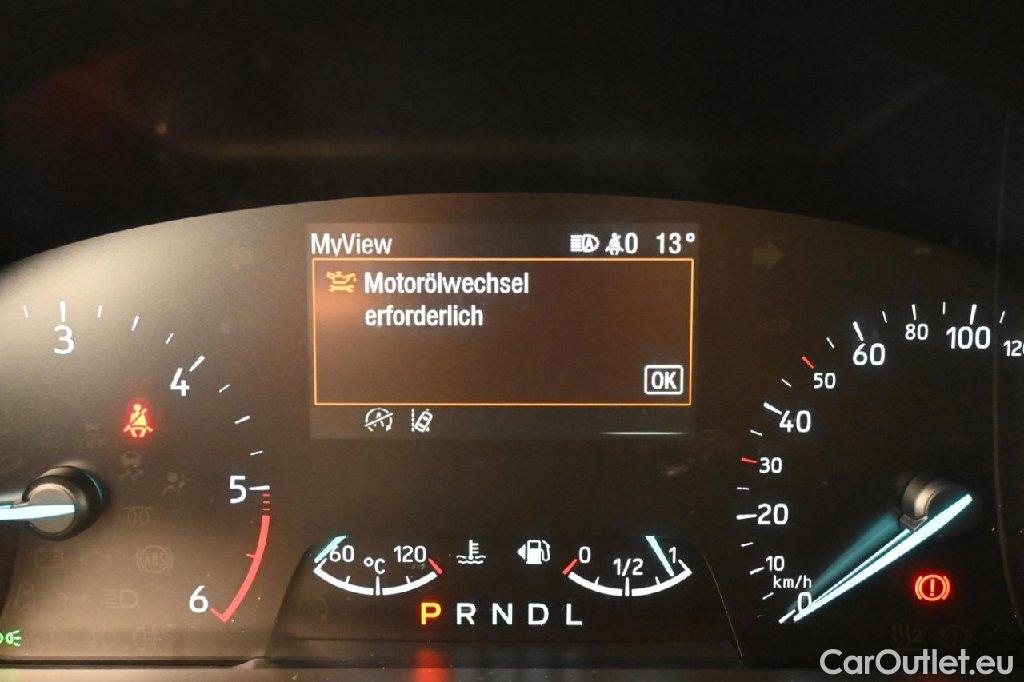 MyView 0 13°
Motorölwechsel
erforderlich
OK
3
4
5
6
60 °C 120
0 1/2 1
P R N D L
0 10 20 30 40 50 60 80 100 120
km/h
CarOutlet.eu